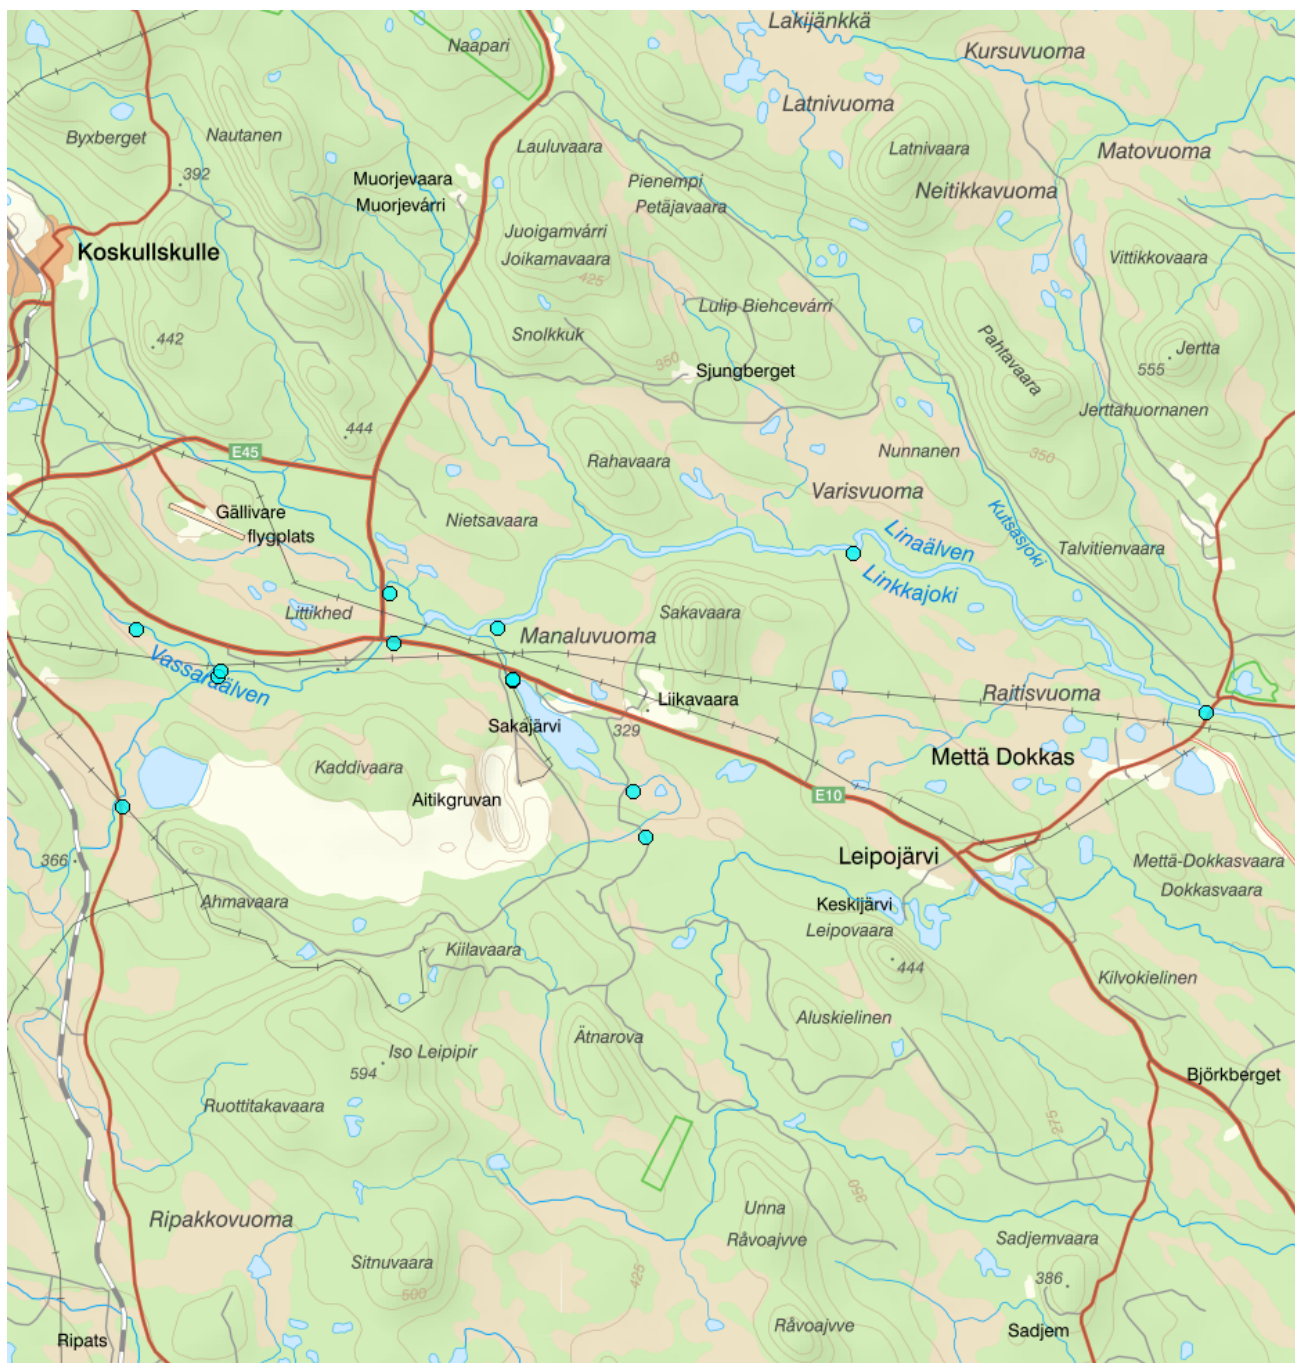 Lakijänkkä
Naapari
Kursuvuoma
Latnivuoma
Byxberget
Nautanen
Lauluvaara
Latnivaara
Matovuoma
392
Muorjevaara
Muorjevárri
Pienempi
Petäjavaara
Neitikkavuoma
Koskullskulle
Juoigamvárri
Joikamavaara
425
Vittikkovaara
Lulip Biehcevárri
442
Snolkkuk
350
Sjungberget
Pahtavaara
Jertta
555
Jerttahuornanen
444
E45
Rahavaara
Nunnanen
350
Varisvuoma
Gällivare
flygplats
Nietsavaara
Linaälven
Linkkajoki
Kutsasjoki
Talvitienvaara
Littikhed
Sakavaara
Manaluvuoma
Vassaraälven
Liikavaara
Raitisvuoma
Sakajärvi
329
Mettä Dokkas
Kaddivaara
Aitikgruvan
E10
366
Leipojärvi
Mettä-Dokkasvaara
Dokkasvaara
Ahmavaara
Keskijärvi
Leipovaara
Kiilavaara
444
Kilvokielinen
Aluskielinen
Ätnarova
Iso Leipipir
594
Björkberget
Ruottitakavaara
275
350
Ripakkovuoma
Unna
Råvoajvve
Sadjemvaara
Sitnuvaara
500
425
386
Råvoajvve
Sadjem
Ripats